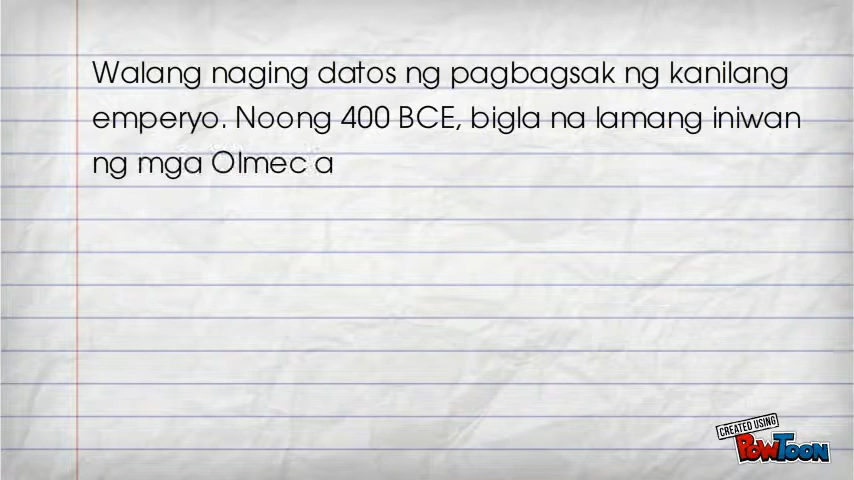 Walang naging datos ng pagbagsak ng kanilang
emperyo. Noong 400 BCE, bigla na lamang iniwan
ng mga Olmec a
CREATED USING
POWTOON